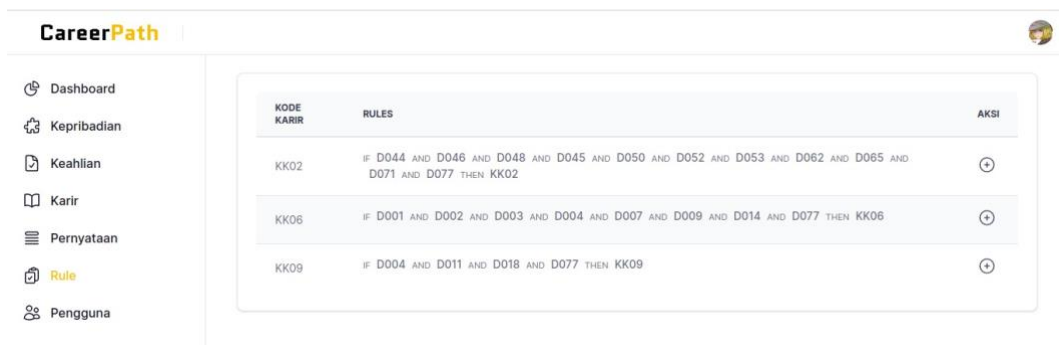 CareerPath
Dashboard
Kepribadian
Keahlian
Karir
Pernyataan
Rule
Pengguna
KODE
KARIR
RULES
AKSI
KK02
IF D044 AND D046 AND D048 AND D045 AND D050 AND D052 AND D053 AND D062 AND D065 AND
D071 AND D077 THEN KK02
KK06
IF D001 AND D002 AND D003 AND D004 AND D007 AND D009 AND D014 AND D077 THEN KK06
KK09
IF D004 AND D011 AND D018 AND D077 THEN KK09